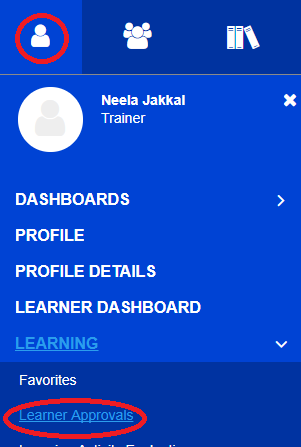 Neela Jakkal
Trainer
DASHBOARDS
PROFILE
PROFILE DETAILS
LEARNER DASHBOARD
LEARNING
Favorites
Learner Approvals